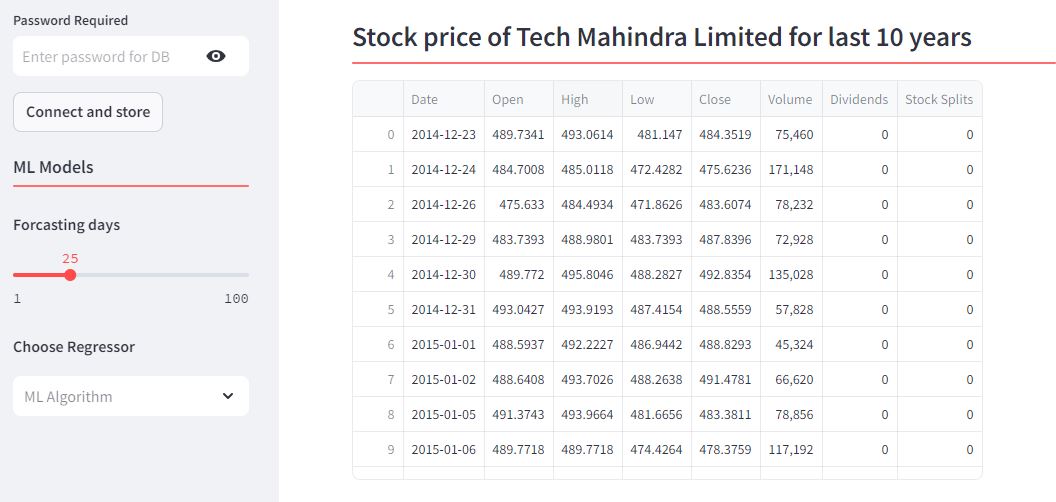 Password Required
Enter password for DB
Connect and store
ML Models
Forcasting days
25
1 100
Choose Regressor
ML Algorithm
Stock price of Tech Mahindra Limited for last 10 years
Date Open High Low Close Volume Dividends Stock Splits
0 2014-12-23 489.7341 493.0614 481.147 484.3519 75,460 0 0
1 2014-12-24 484.7008 485.0118 472.4282 475.6236 171,148 0 0
2 2014-12-26 475.633 484.4934 471.8626 483.6074 78,232 0 0
3 2014-12-29 483.7393 488.9801 483.7393 487.8396 72,928 0 0
4 2014-12-30 489.772 495.8046 488.2827 492.8354 135,028 0 0
5 2014-12-31 493.0427 493.9193 487.4154 488.5559 57,828 0 0
6 2015-01-01 488.5937 492.2227 486.9442 488.8293 45,324 0 0
7 2015-01-02 488.6408 493.7026 488.2638 491.4781 66,620 0 0
8 2015-01-05 491.3743 493.9664 481.6656 483.3811 78,856 0 0
9 2015-01-06 489.7718 489.7718 474.4264 478.3759 117,192 0 0